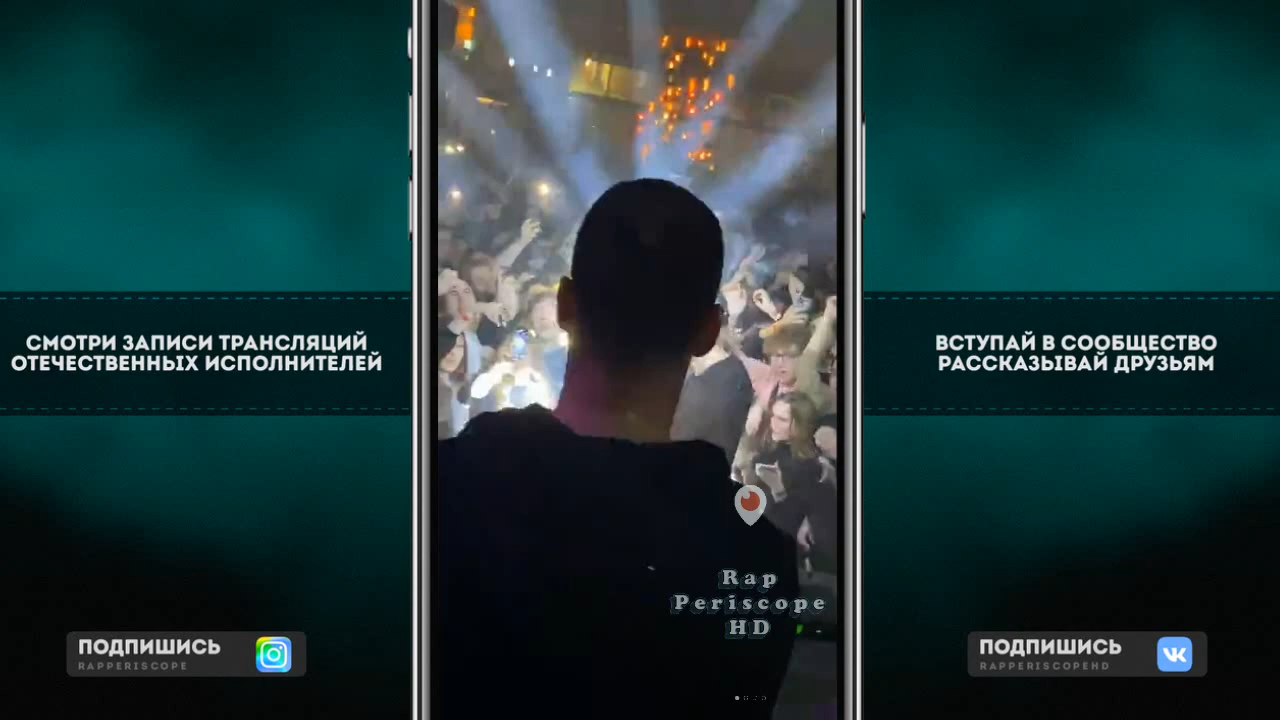 СМОТРИ ЗАПИСИ ТРАНСЛЯЦИЙ
ОТЕЧЕСТВЕННЫХ ИСПОЛНИТЕЛЕЙ
ВСТУПАЙ В СООБЩЕСТВО
РАССКАЗЫВАЙ ДРУЗЬЯМ
Rap
Periscope
HD
ПОДПИШИСЬ
RAPPERISCOPE
ПОДПИШИСЬ
RAPPERISCOPEHD